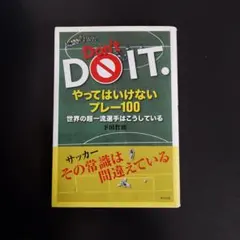 Don't
DO IT.
やってはいけない
プレー100
世界の超一流選手はこうしている
サッカー
その常識は
間違えている